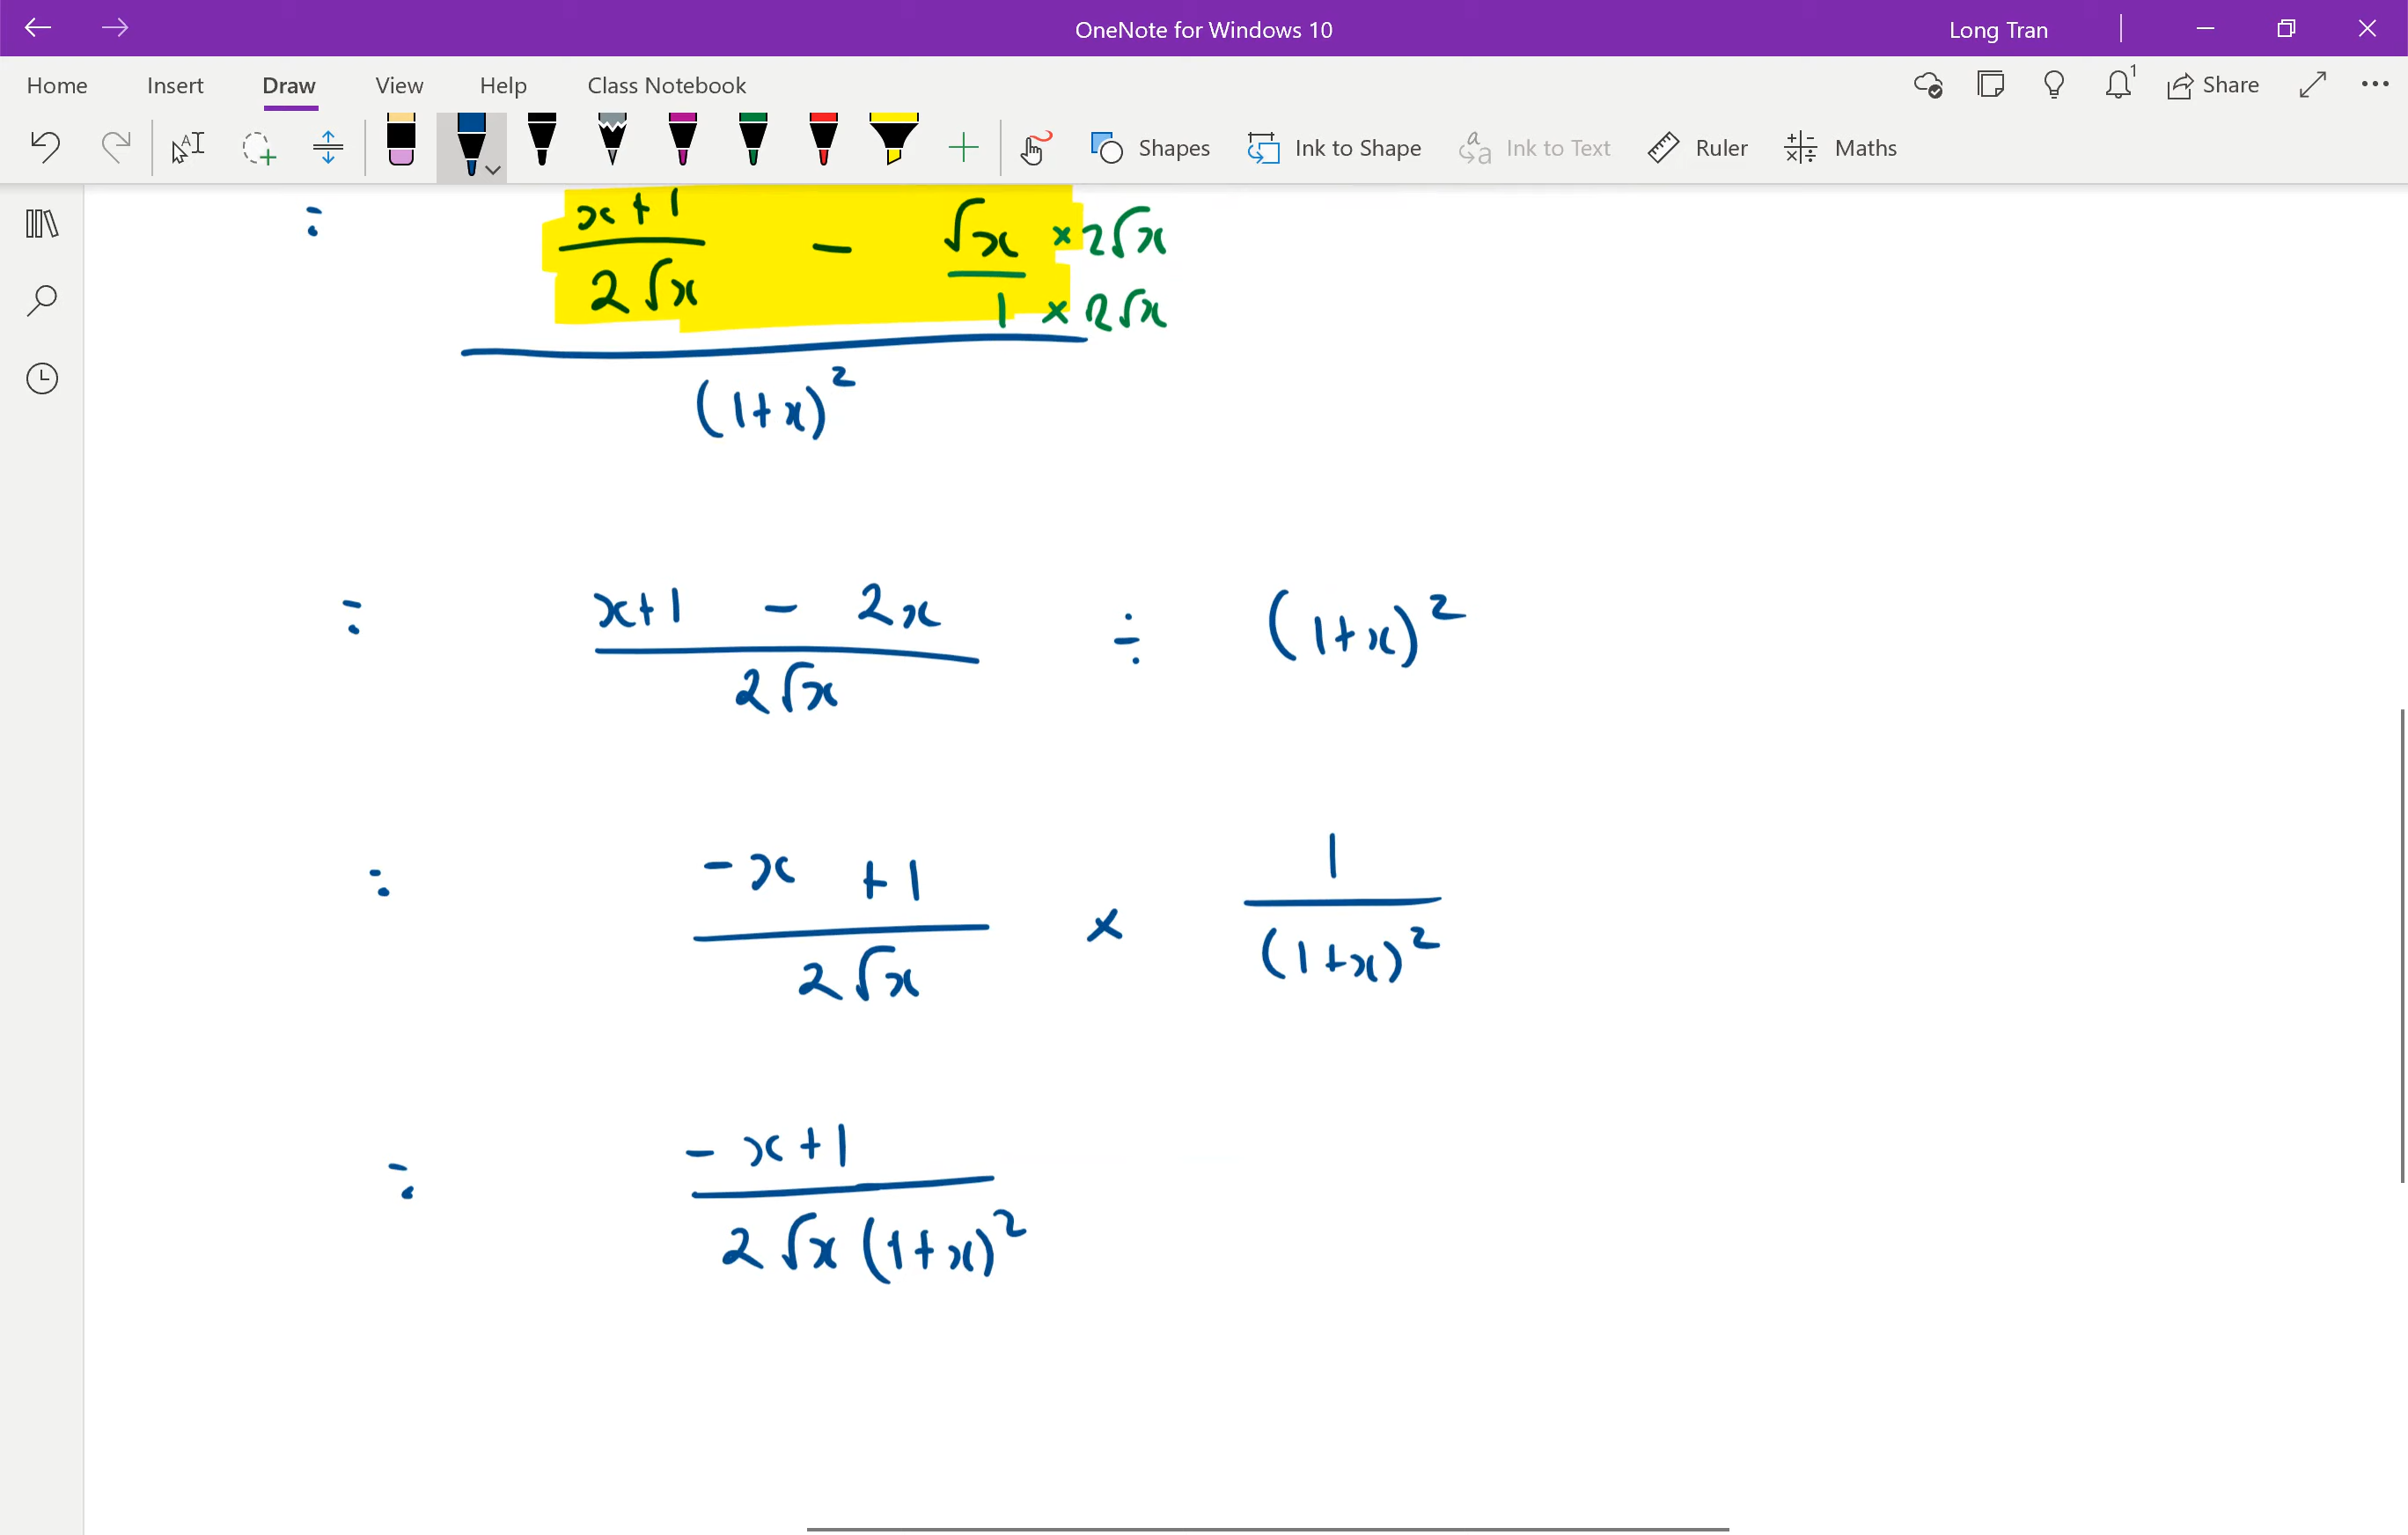 OneNote for Windows 10
Long Tran
Home Insert Draw View Help Class Notebook
1
Share
Shapes Ink to Shape Ink to Text Ruler Maths
= x+1 − √x × 2√x
2√x 1 × 2√x
(1+x)²
= x+1 − 2x ÷ (1+x)²
2√x
= −x +1 × 1
2√x (1+x)²
= −x+1
2√x (1+x)²